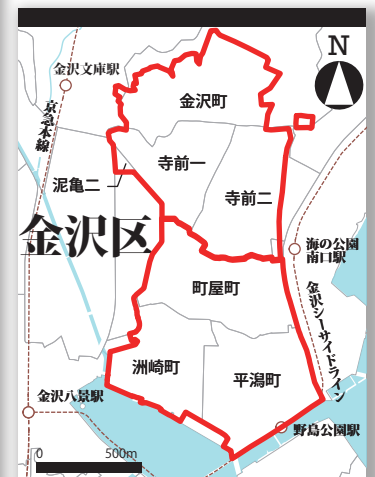 N
金沢文庫駅
京急本線
金沢町
寺前一
泥亀二
寺前二
金沢区
海の公園
南口駅
町屋町
金沢シーサイドライン
洲崎町
平潟町
金沢八景駅
野島公園駅
0 500m